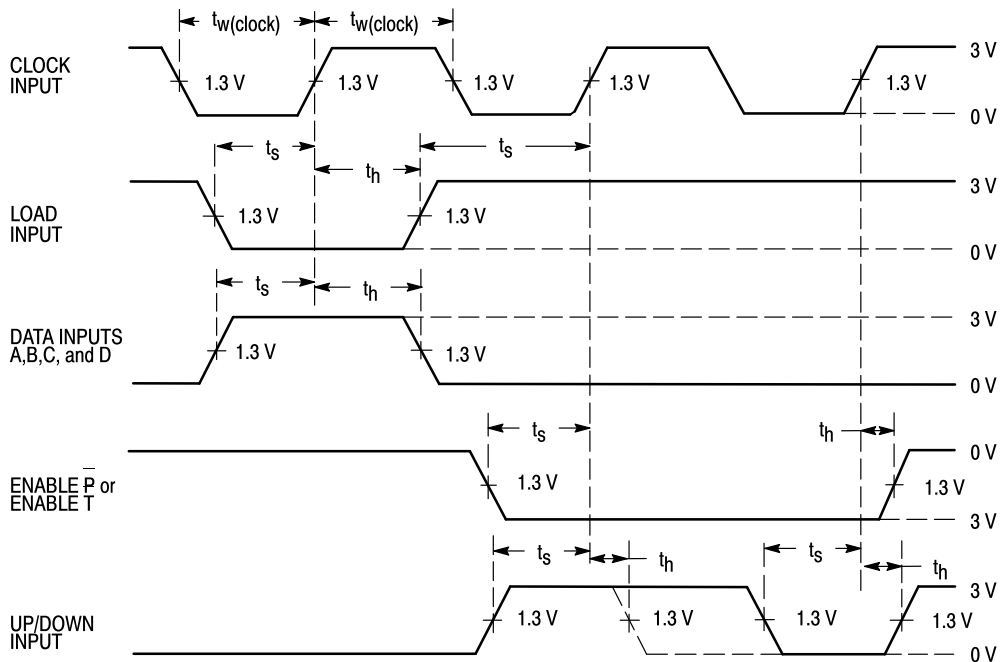 tw(clock) tw(clock)
CLOCK
INPUT
1.3 V 1.3 V 1.3 V 1.3 V 1.3 V
3 V
0 V
ts th ts
LOAD
INPUT
1.3 V 1.3 V
3 V
0 V
ts th
DATA INPUTS
A,B,C, and D
1.3 V 1.3 V
3 V
0 V
ts th
ENABLE P̅ or
ENABLE T̅
1.3 V 1.3 V
0 V
3 V
ts th ts th
UP/DOWN
INPUT
1.3 V 1.3 V 1.3 V 1.3 V
3 V
0 V